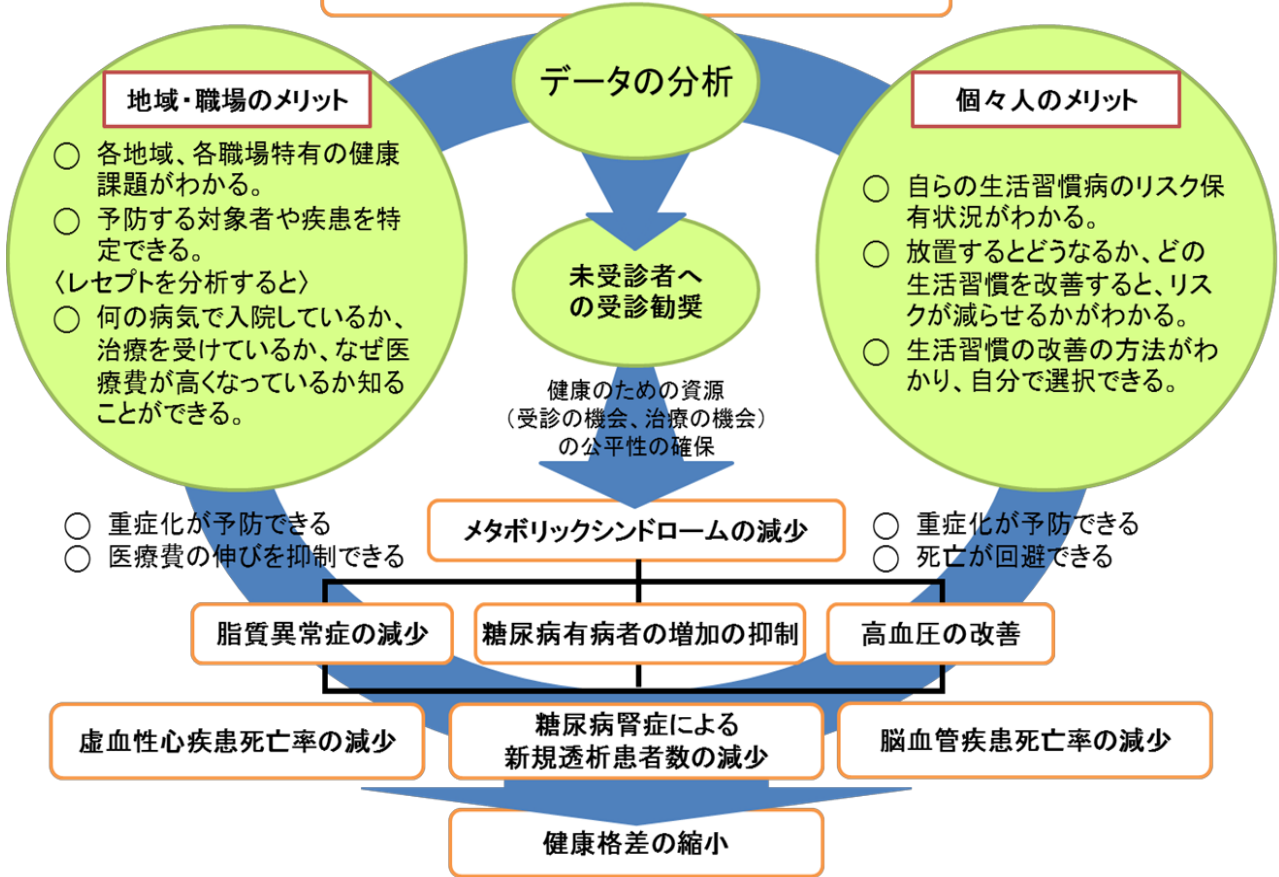 データの分析
地域・職場のメリット
○ 各地域、各職場特有の健康
課題がわかる。
○ 予防する対象者や疾患を特
定できる。
〈レセプトを分析すると〉
○ 何の病気で入院しているか、
治療を受けているか、なぜ医
療費が高くなっているか知る
ことができる。
個々人のメリット
○ 自らの生活習慣病のリスク保
有状況がわかる。
○ 放置するとどうなるか、どの
生活習慣を改善すると、リス
クが減らせるかがわかる。
○ 生活習慣の改善の方法がわ
かり、自分で選択できる。
未受診者へ
の受診勧奨
健康のための資源
（受診の機会、治療の機会）
の公平性の確保
○ 重症化が予防できる
○ 医療費の伸びを抑制できる
メタボリックシンドロームの減少
○ 重症化が予防できる
○ 死亡が回避できる
脂質異常症の減少
糖尿病有病者の増加の抑制
高血圧の改善
虚血性心疾患死亡率の減少
糖尿病腎症による
新規透析患者数の減少
脳血管疾患死亡率の減少
健康格差の縮小